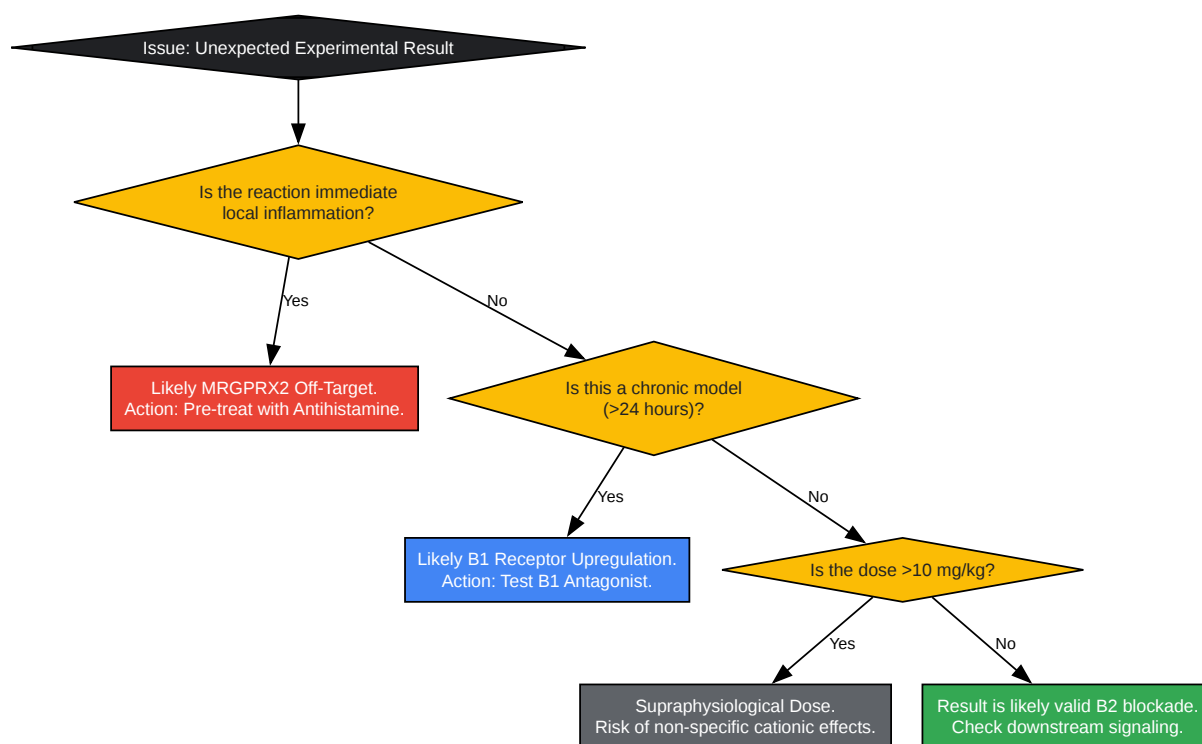 Issue: Unexpected Experimental Result
Is the reaction immediate
local inflammation?
Yes
No
Likely MRGPRX2 Off-Target.
Action: Pre-treat with Antihistamine.
Is this a chronic model
(>24 hours)?
Yes
No
Likely B1 Receptor Upregulation.
Action: Test B1 Antagonist.
Is the dose >10 mg/kg?
Yes
No
Supraphysiological Dose.
Risk of non-specific cationic effects.
Result is likely valid B2 blockade.
Check downstream signaling.